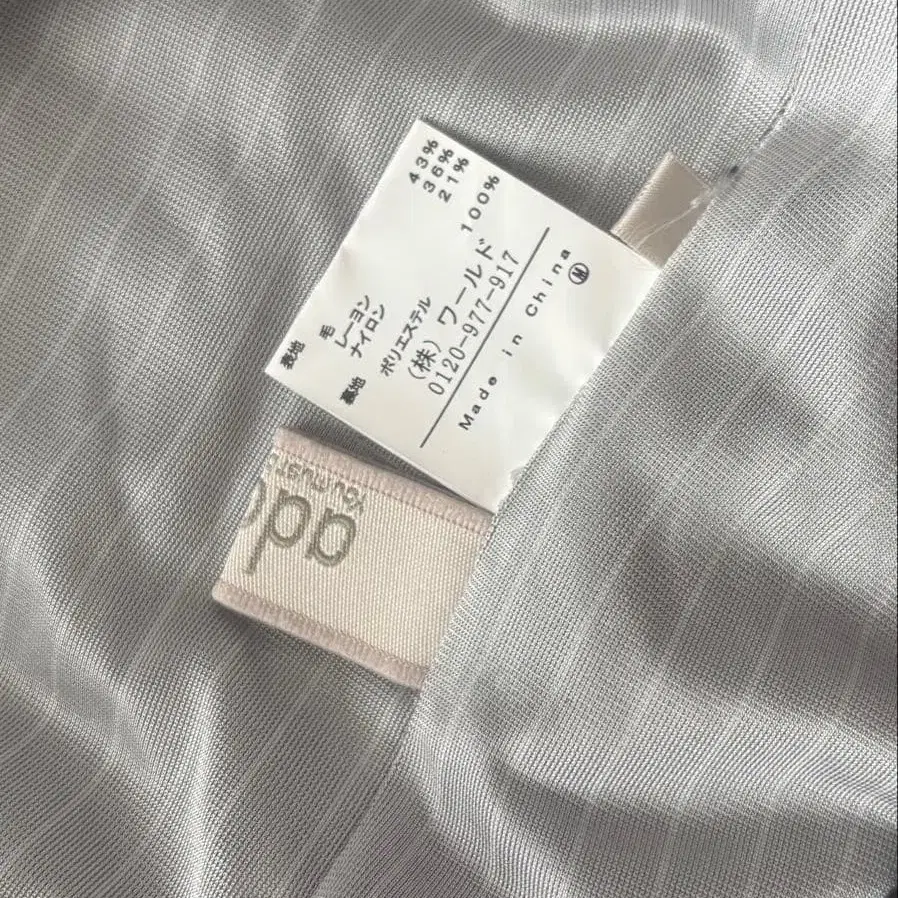 表地 毛 43%
レーヨン 36%
ナイロン 21%
裏地 ポリエステル 100%
(株) ワールド
0120-977-917
Made in China
M